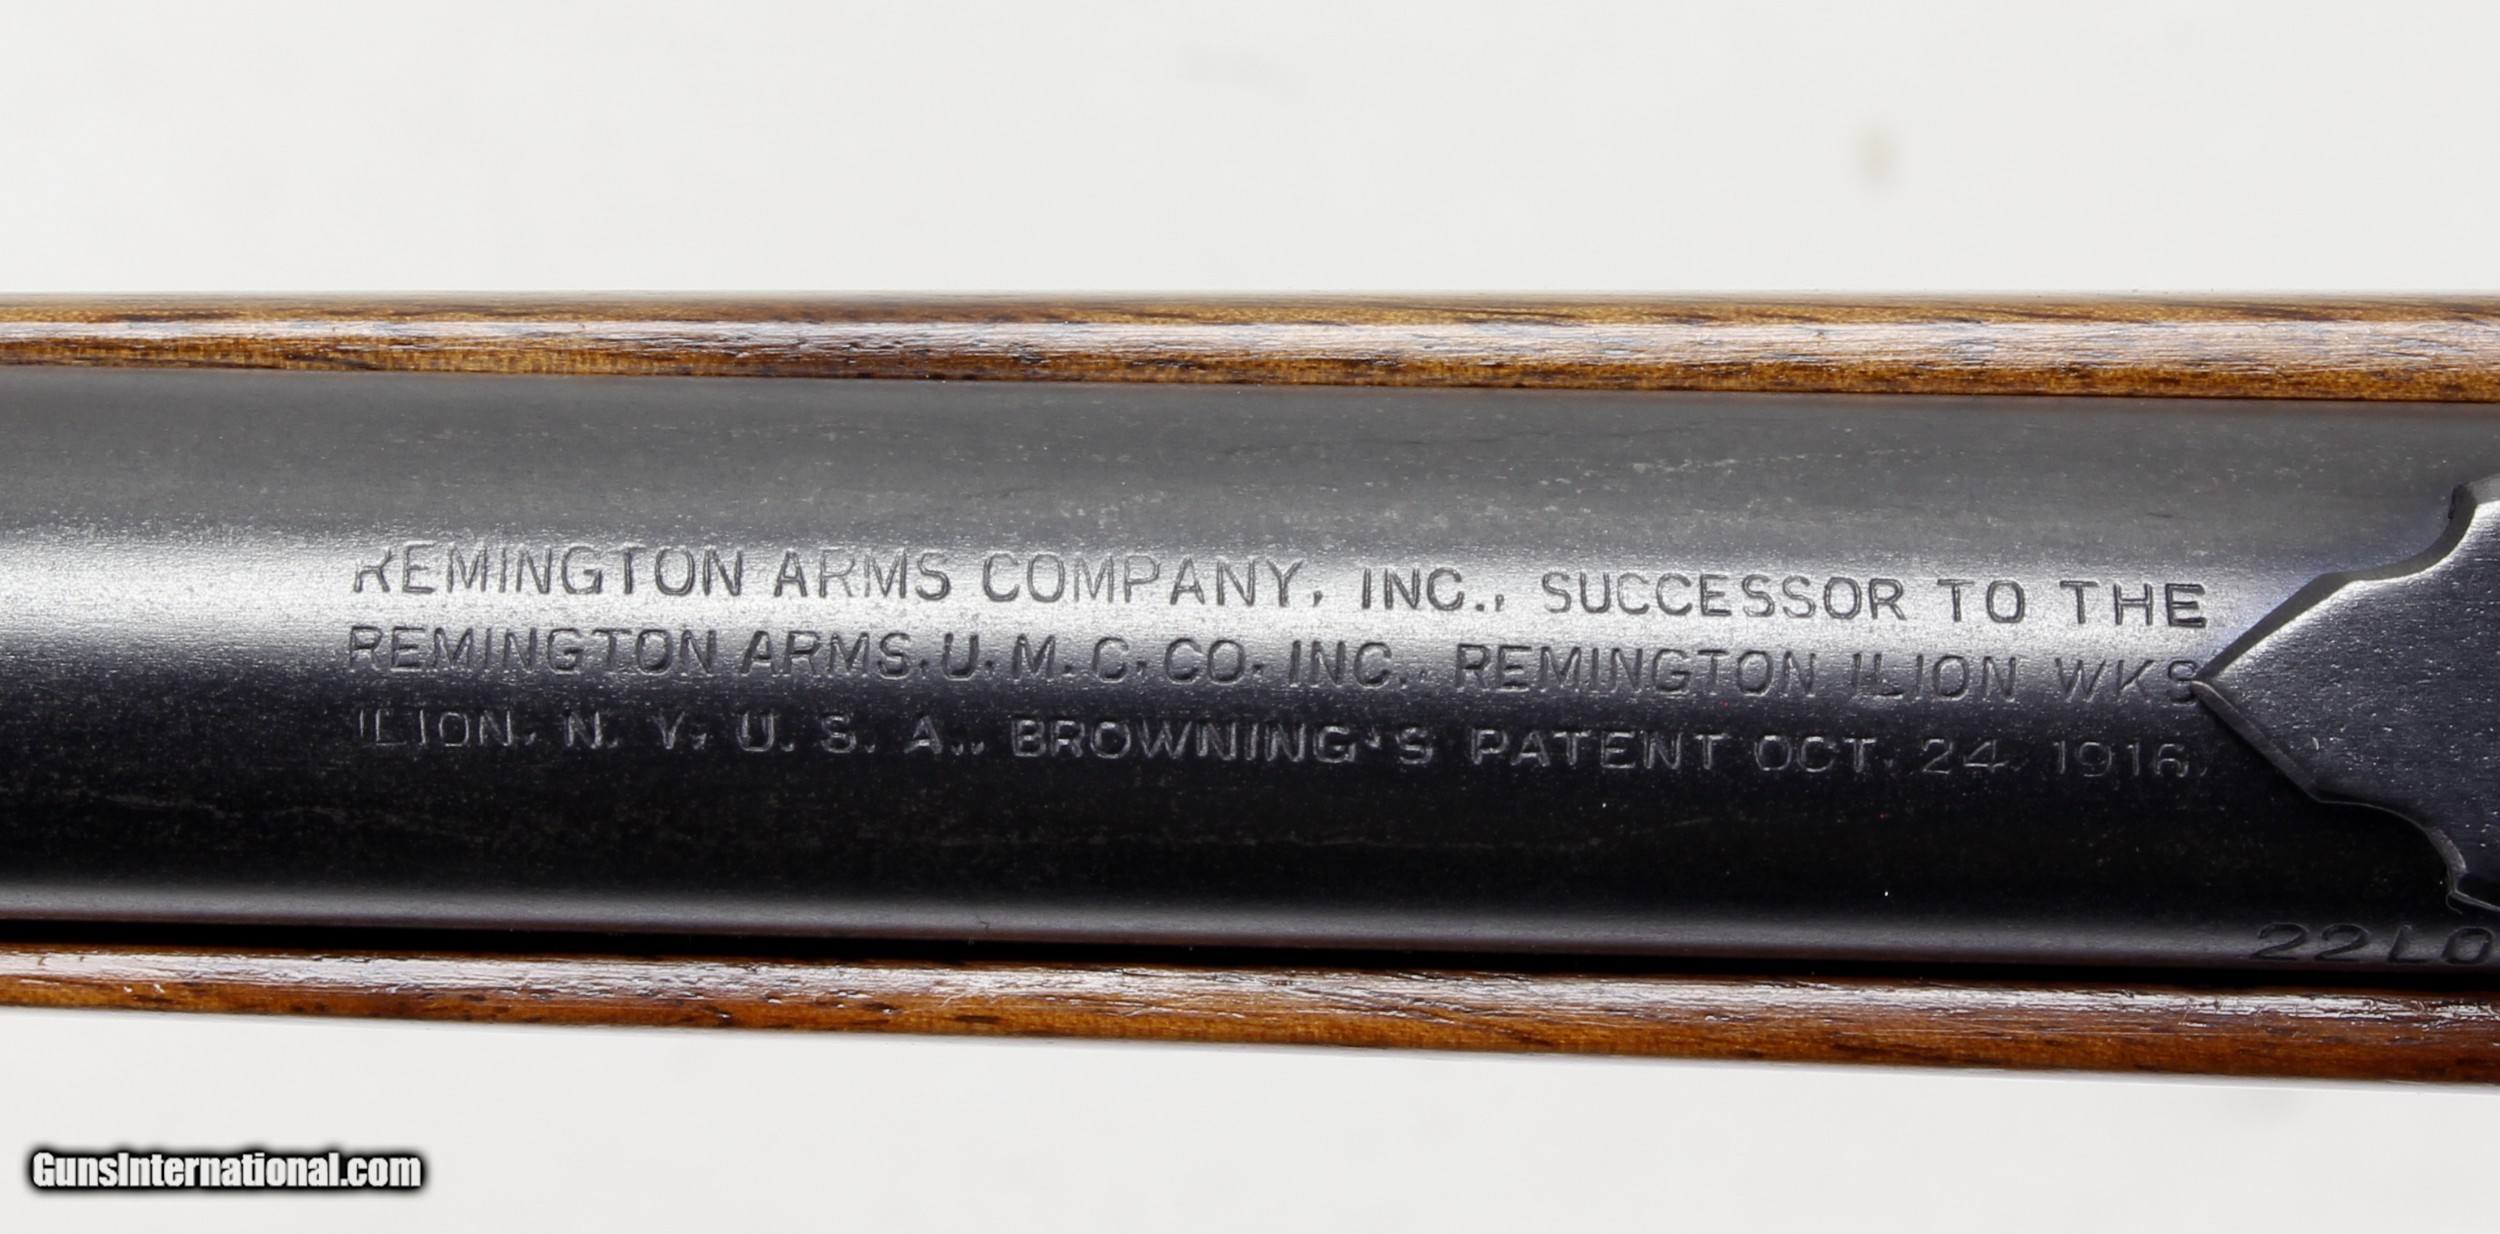 REMINGTON ARMS COMPANY, INC., SUCCESSOR TO THE
REMINGTON ARMS.U.M.C.CO. INC., REMINGTON ILION WKS
ILION, N. Y., U. S. A., BROWNING'S PATENT OCT. 24. 1916.
22LO
GunsInternational.com